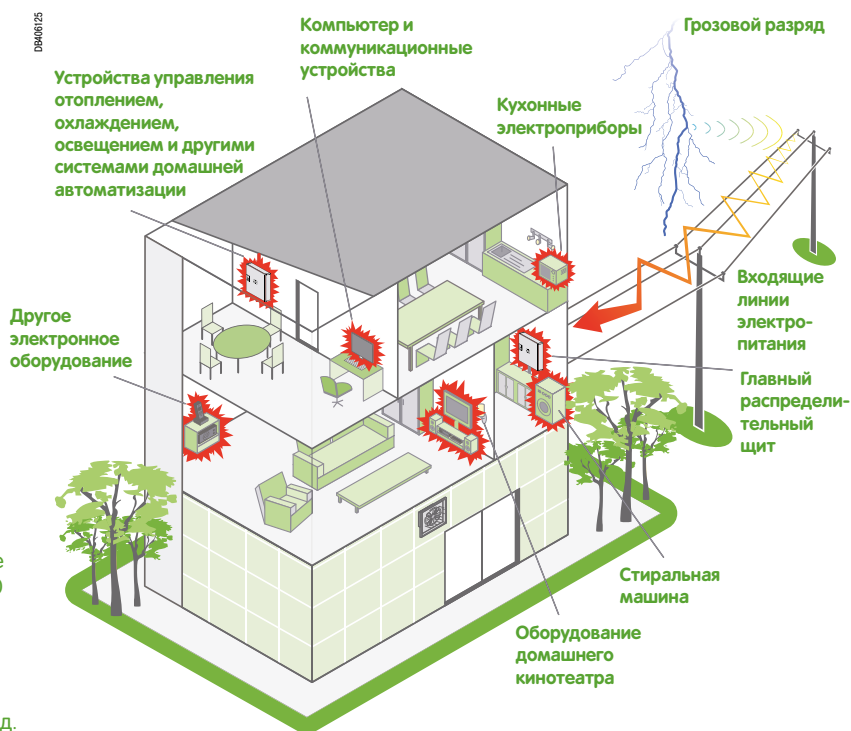 DB406125
Компьютер и
коммуникационные
устройства
Грозовой разряд
Устройства управления
отоплением,
охлаждением,
освещением и другими
системами домашней
автоматизации
Кухонные
электроприборы
Входящие
линии
электро-
питания
Другое
электронное
оборудование
Главный
распредели-
тельный
щит
Стиральная
машина
Оборудование
домашнего
кинотеатра
е
д.